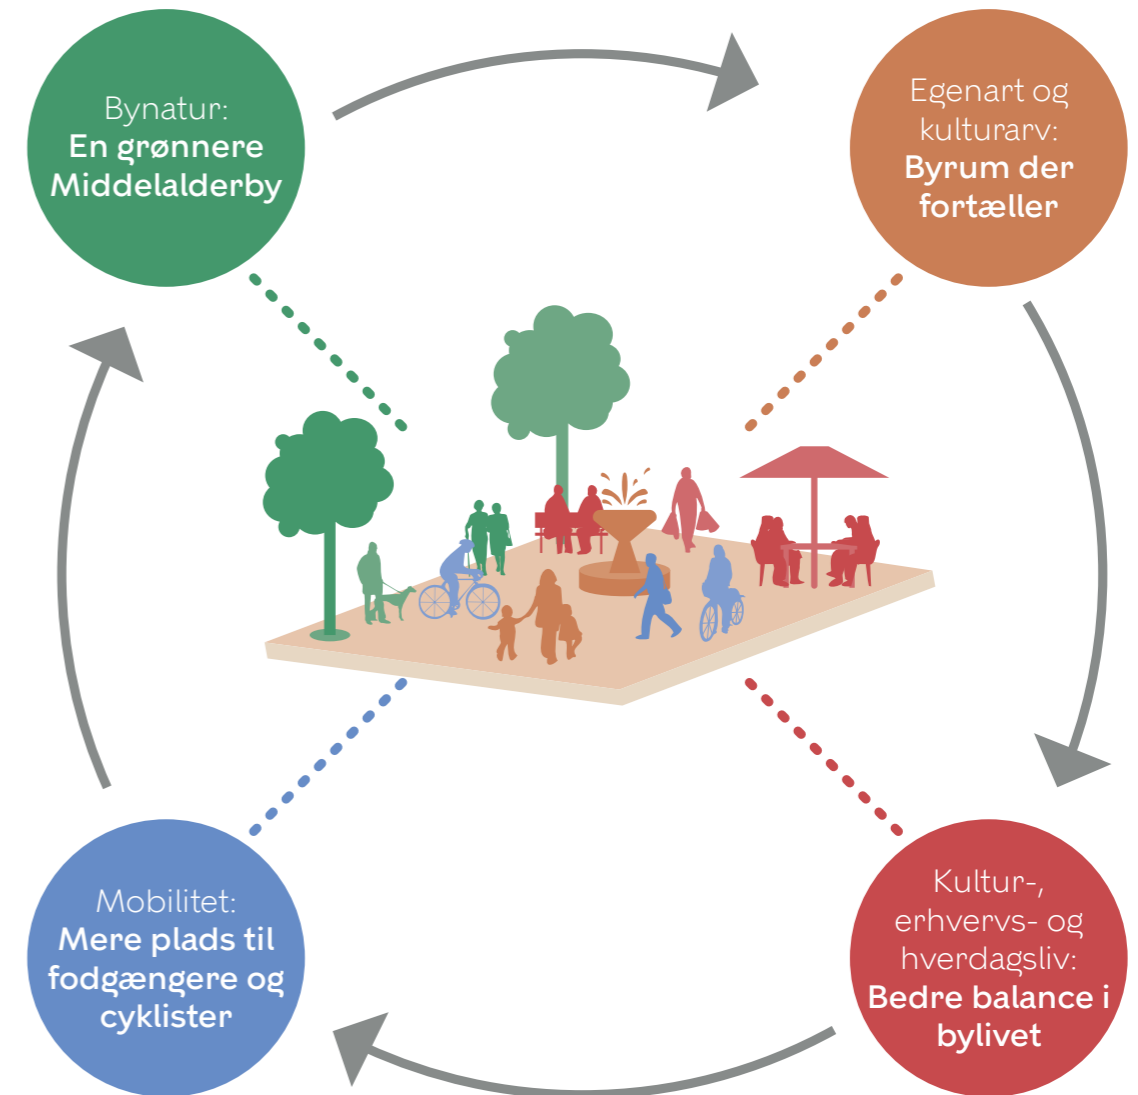 Bynatur:
En grønnere
Middelalderby
Egenart og
kulturarv:
Byrum der
fortæller
Mobilitet:
Mere plads til
fodgængere og
cyklister
Kultur-,
erhvervs- og
hverdagsliv:
Bedre balance i
bylivet